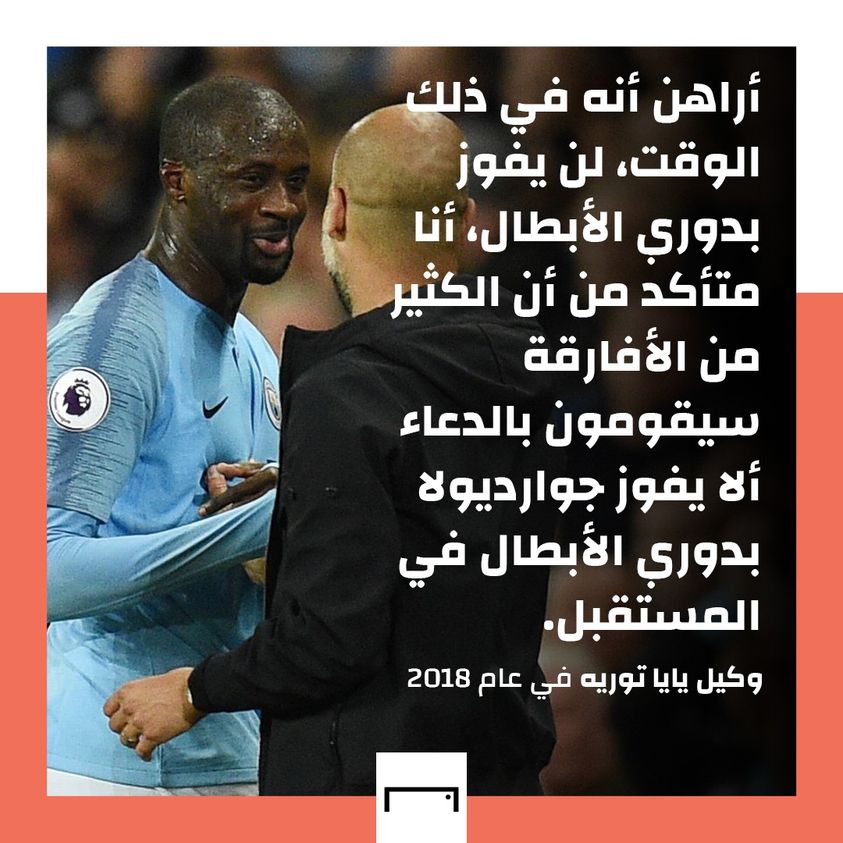 أراهن أنه في ذلك
الوقت، لن يفوز
بدوري الأبطال، أنا
متأكد من أن الكثير
من الأفارقة
سيقومون بالدعاء
ألا يفوز جوارديولا
بدوري الأبطال في
المستقبل.
وكيل يايا توريه في عام 2018